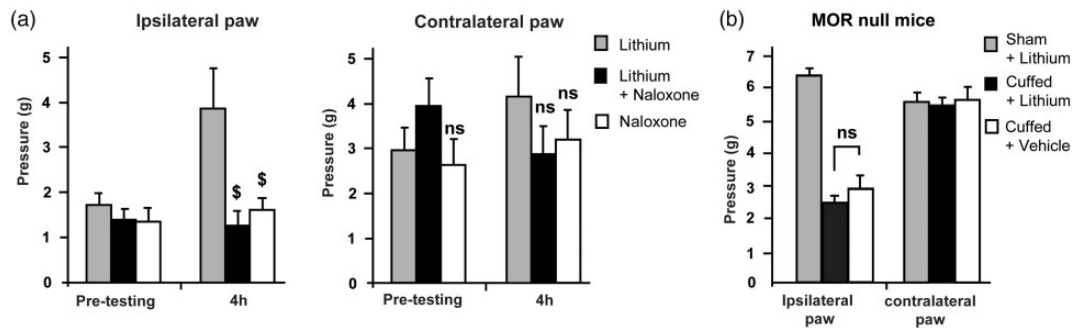 (a)
Ipsilateral paw
Pressure (g)
5
4
3
2
1
0
$
$
Pre-testing
4h
Contralateral paw
Pressure (g)
5
4
3
2
1
0
ns
ns
ns
Pre-testing
4h
Lithium
Lithium
+ Naloxone
Naloxone
(b)
MOR null mice
Pressure (g)
7
6
5
4
3
2
1
0
ns
Ipsilateral
paw
contralateral
paw
Sham
+ Lithium
Cuffed
+ Lithium
Cuffed
+ Vehicle